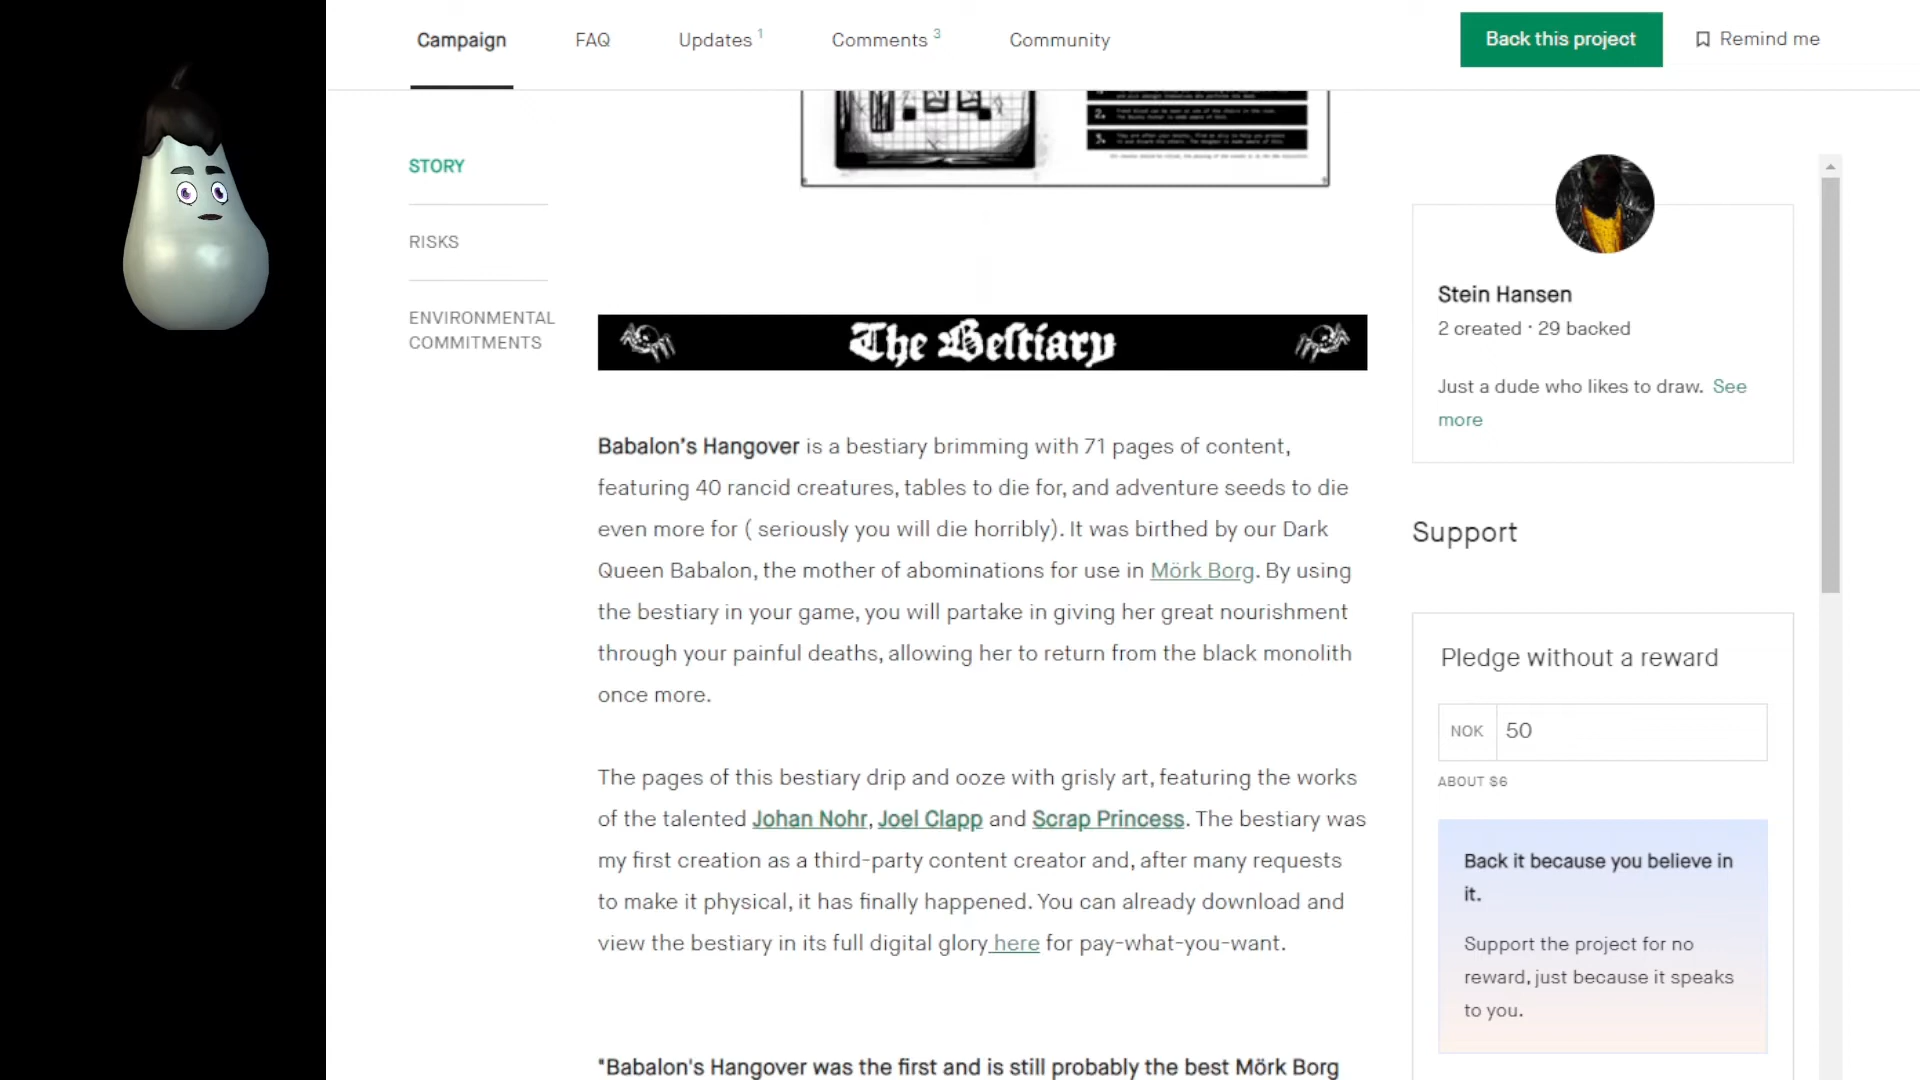 Campaign FAQ Updates 1 Comments 3 Community Back this project Remind me
STORY
RISKS
ENVIRONMENTAL
COMMITMENTS
2.
3.
The Bestiary
Babalon's Hangover is a bestiary brimming with 71 pages of content,
featuring 40 rancid creatures, tables to die for, and adventure seeds to die
even more for ( seriously you will die horribly). It was birthed by our Dark
Queen Babalon, the mother of abominations for use in Mörk Borg. By using
the bestiary in your game, you will partake in giving her great nourishment
through your painful deaths, allowing her to return from the black monolith
once more.
The pages of this bestiary drip and ooze with grisly art, featuring the works
of the talented Johan Nohr, Joel Clapp and Scrap Princess. The bestiary was
my first creation as a third-party content creator and, after many requests
to make it physical, it has finally happened. You can already download and
view the bestiary in its full digital glory here for pay-what-you-want.
"Babalon's Hangover was the first and is still probably the best Mörk Borg
Stein Hansen
2 created · 29 backed
Just a dude who likes to draw. See
more
Support
Pledge without a reward
NOK 50
ABOUT $6
Back it because you believe in
it.
Support the project for no
reward, just because it speaks
to you.